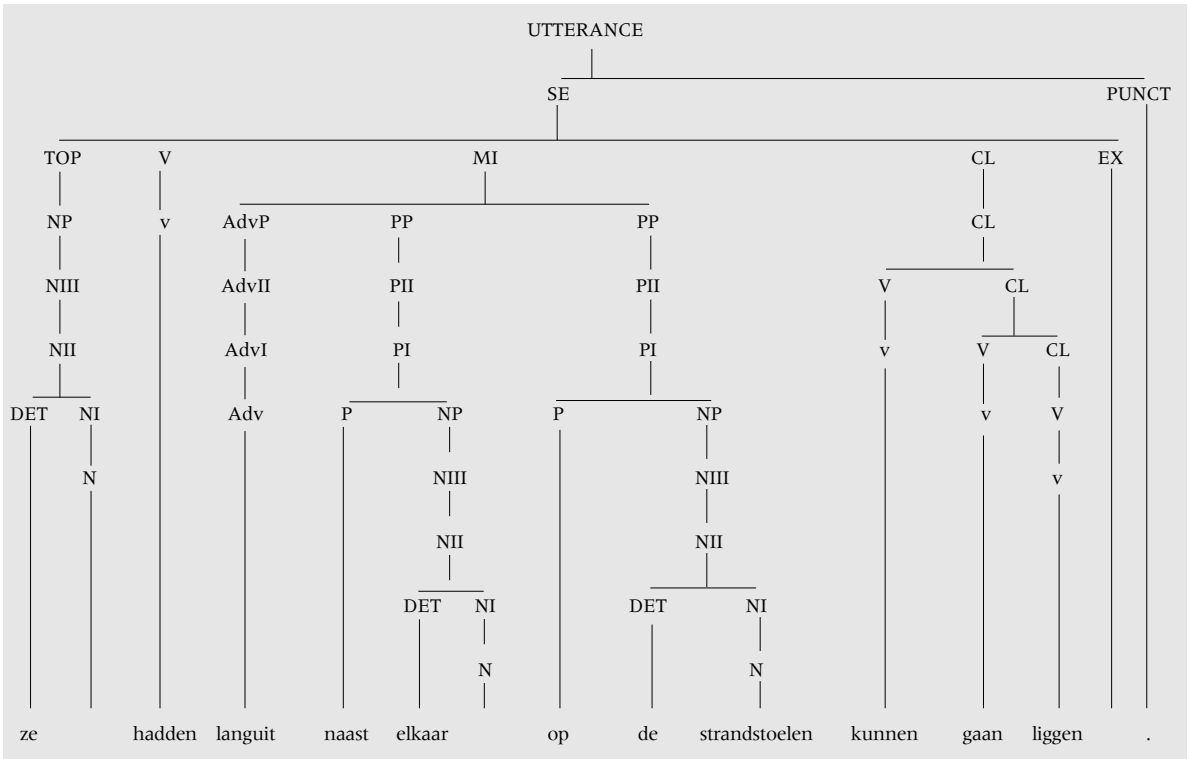 UTTERANCE
SE PUNCT
TOP V MI CL EX
NP v AdvP PP PP CL
NIII AdvII PII PII V CL
NII AdvI PI PI v V CL
DET NI Adv P NP P NP v V
N NIII NIII v
NII NII
DET NI DET NI
N N
ze hadden languit naast elkaar op de strandstoelen kunnen gaan liggen .